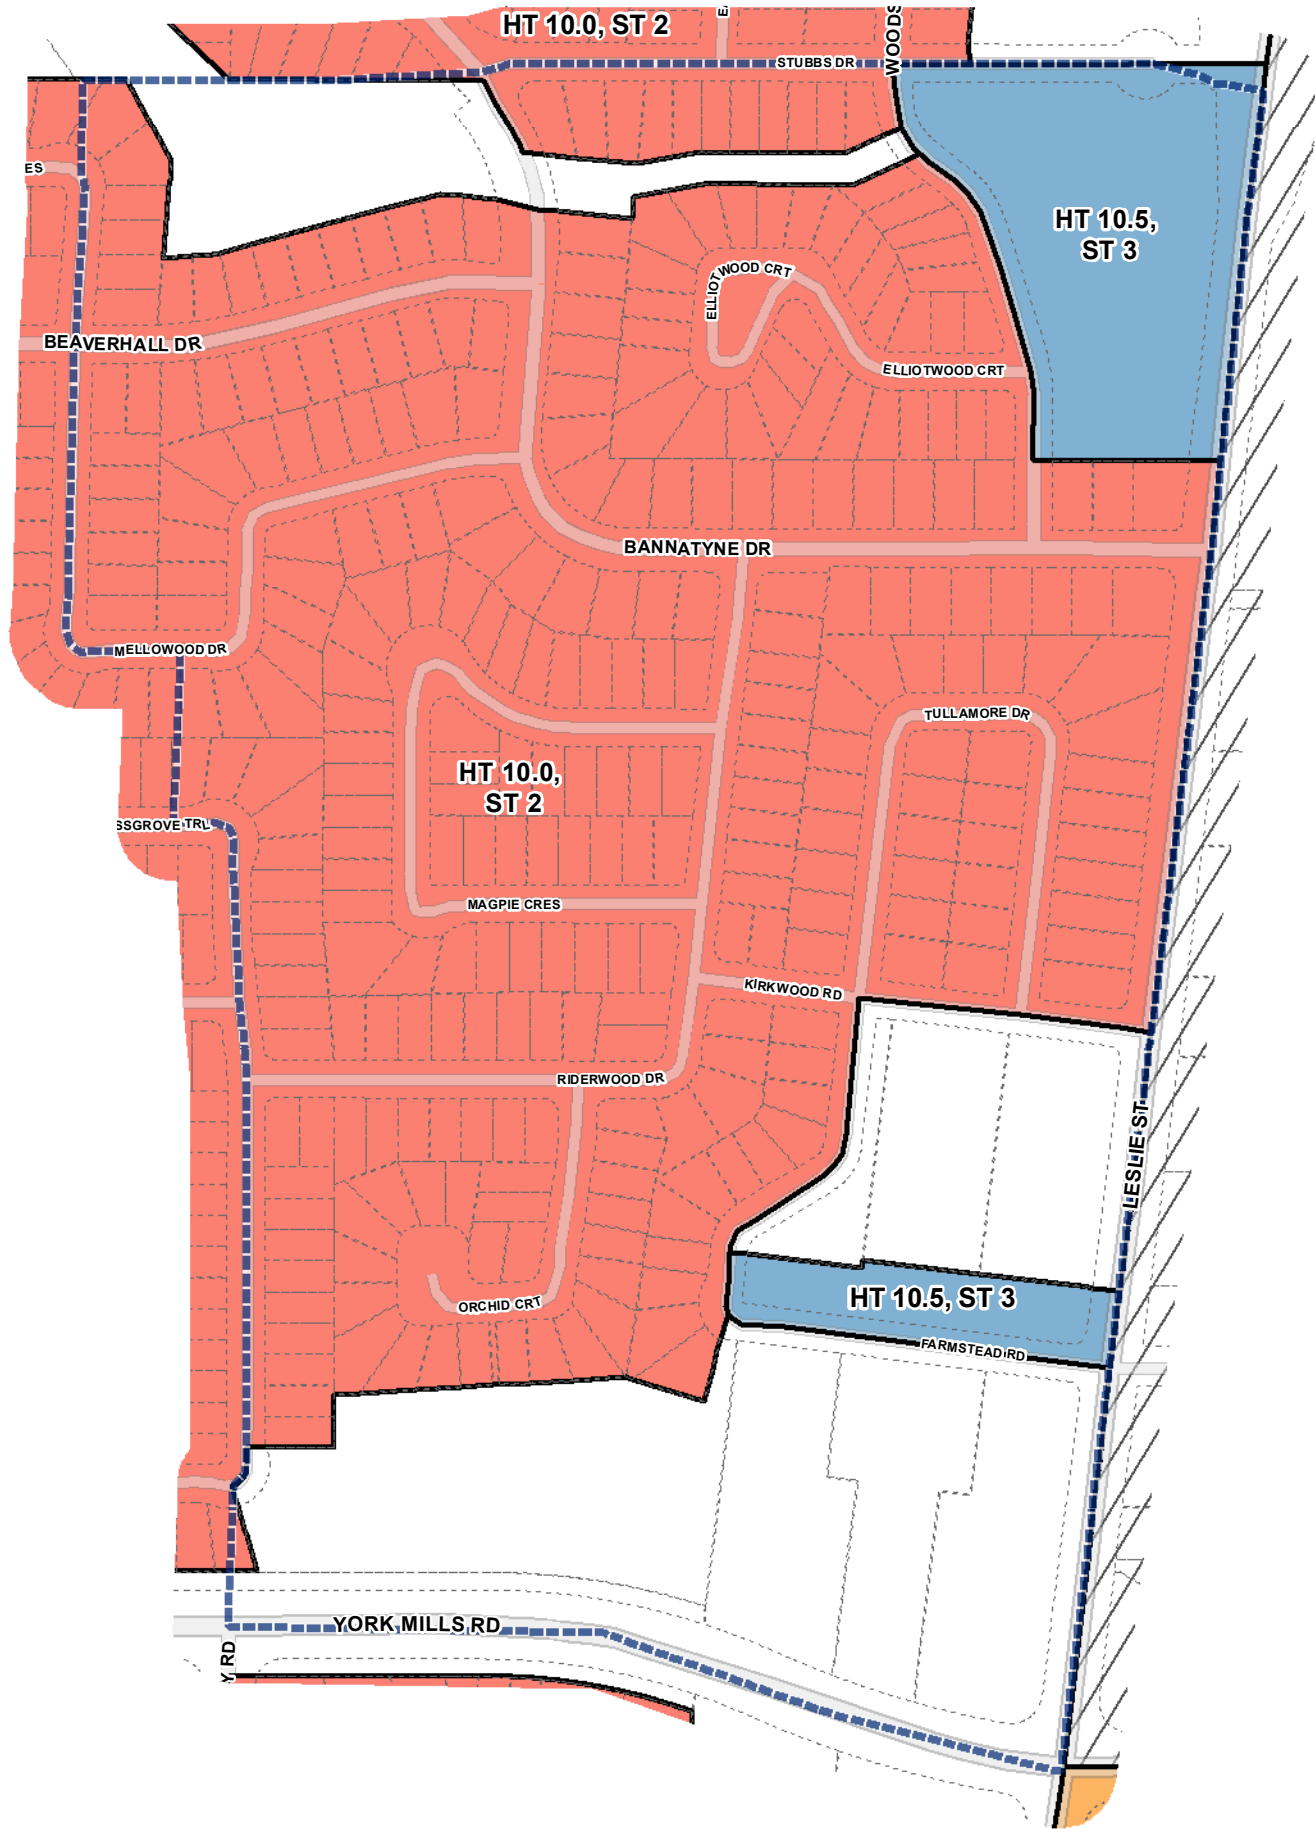 HT 10.0, ST 2
E
WOODS
STUBBS DR
ES
HT 10.5,
ST 3
ELLIOTWOOD CRT
BEAVERHALL DR
ELLIOTWOOD CRT
BANNATYNE DR
MELLOWOOD DR
TULLAMORE DR
HT 10.0,
ST 2
SSGROVE TRL
MAGPIE CRES
KIRKWOOD RD
RIDERWOOD DR
LESLIE ST
HT 10.5, ST 3
ORCHID CRT
FARMSTEAD RD
YORK MILLS RD
Y RD